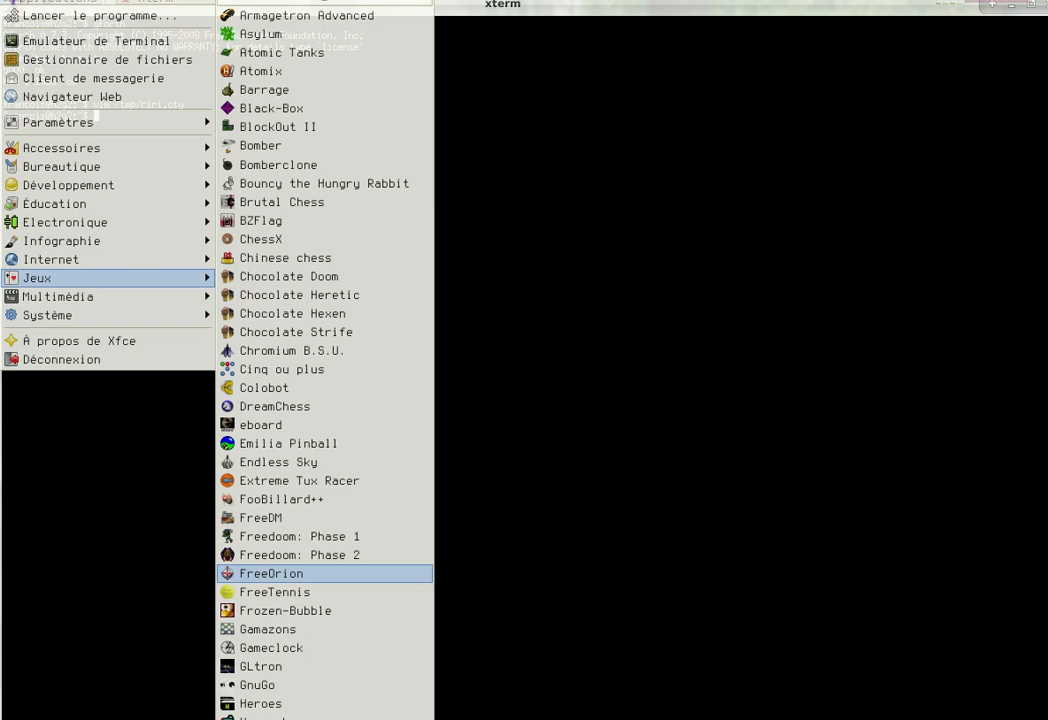 xterm
Lancer le programme...
Émulateur de Terminal
Gestionnaire de fichiers
Client de messagerie
Navigateur Web
Paramètres
Accessoires
Bureautique
Développement
Éducation
Electronique
Infographie
Internet
Jeux
Multimédia
Système
À propos de Xfce
Déconnexion
Armagetron Advanced
Asylum
Atomic Tanks
Atomix
Barrage
Black-Box
BlockOut II
Bomber
Bomberclone
Bouncy the Hungry Rabbit
Brutal Chess
BZFlag
ChessX
Chinese chess
Chocolate Doom
Chocolate Heretic
Chocolate Hexen
Chocolate Strife
Chromium B.S.U.
Cinq ou plus
Colobot
DreamChess
eboard
Emilia Pinball
Endless Sky
Extreme Tux Racer
FooBillard++
FreeDM
Freedoom: Phase 1
Freedoom: Phase 2
FreeOrion
FreeTennis
Frozen-Bubble
Gamazons
Gameclock
GLtron
GnuGo
Heroes